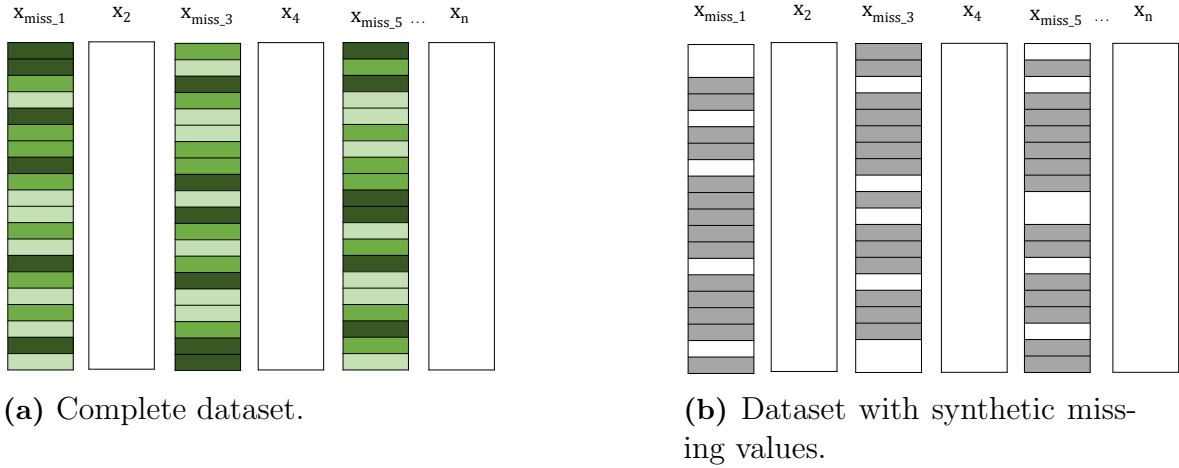 x_miss_1 x_2 x_miss_3 x_4 x_miss_5 ... x_n
x_miss_1 x_2 x_miss_3 x_4 x_miss_5 ... x_n
(a) Complete dataset.
(b) Dataset with synthetic miss-
ing values.